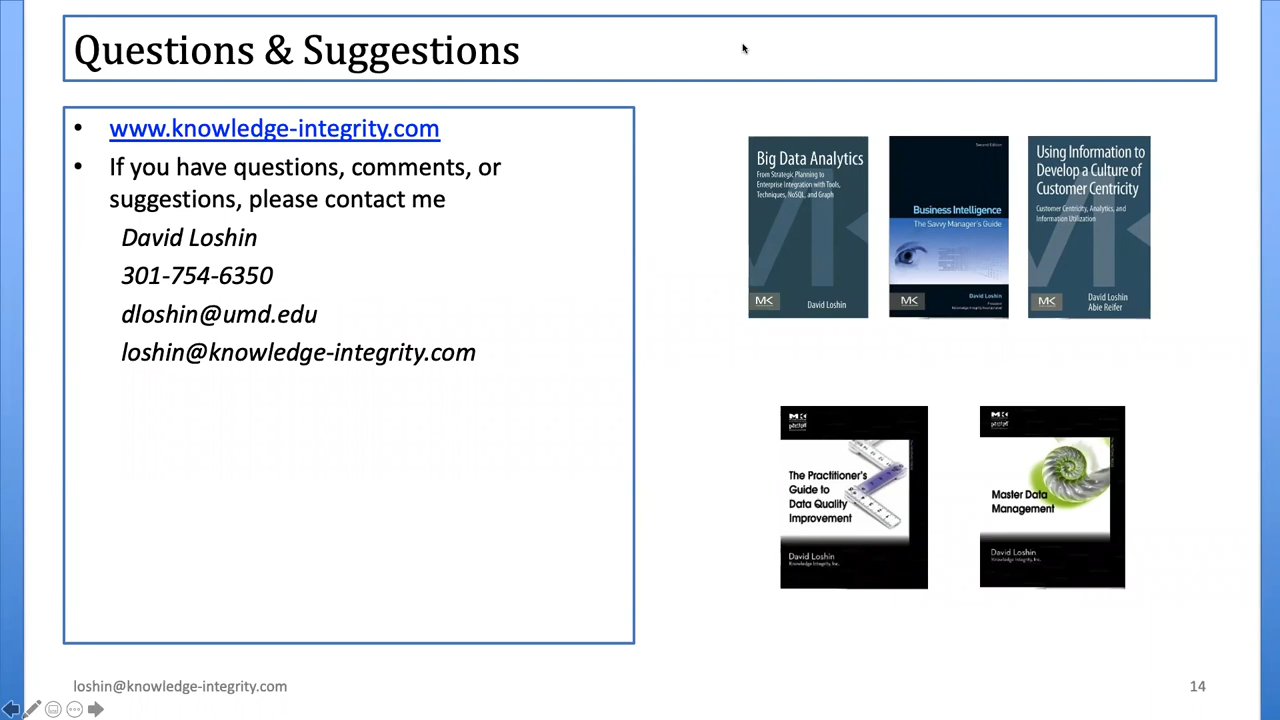 Questions & Suggestions
• www.knowledge-integrity.com
• If you have questions, comments, or
suggestions, please contact me
David Loshin
301-754-6350
dloshin@umd.edu
loshin@knowledge-integrity.com
Big Data Analytics
From Strategic Planning to
Enterprise Integration with Tools,
Techniques, NoSQL, and Graph
MK
David Loshin
Second Edition
Business Intelligence
The Savvy Manager's Guide
MK
David Loshin
President
Knowledge Integrity Incorporated
Using Information to
Develop a Culture of
Customer Centricity
Customer Centricity, Analytics, and
Information Utilization
MK
David Loshin
Abie Reifer
MK
The Practitioner's
Guide to
Data Quality
Improvement
David Loshin
Knowledge Integrity, Inc.
MK
Master Data
Management
David Loshin
Knowledge Integrity, Inc.
loshin@knowledge-integrity.com
14